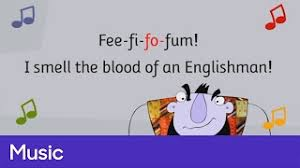 Fee-fi-fo-fum!
I smell the blood of an Englishman!
Music